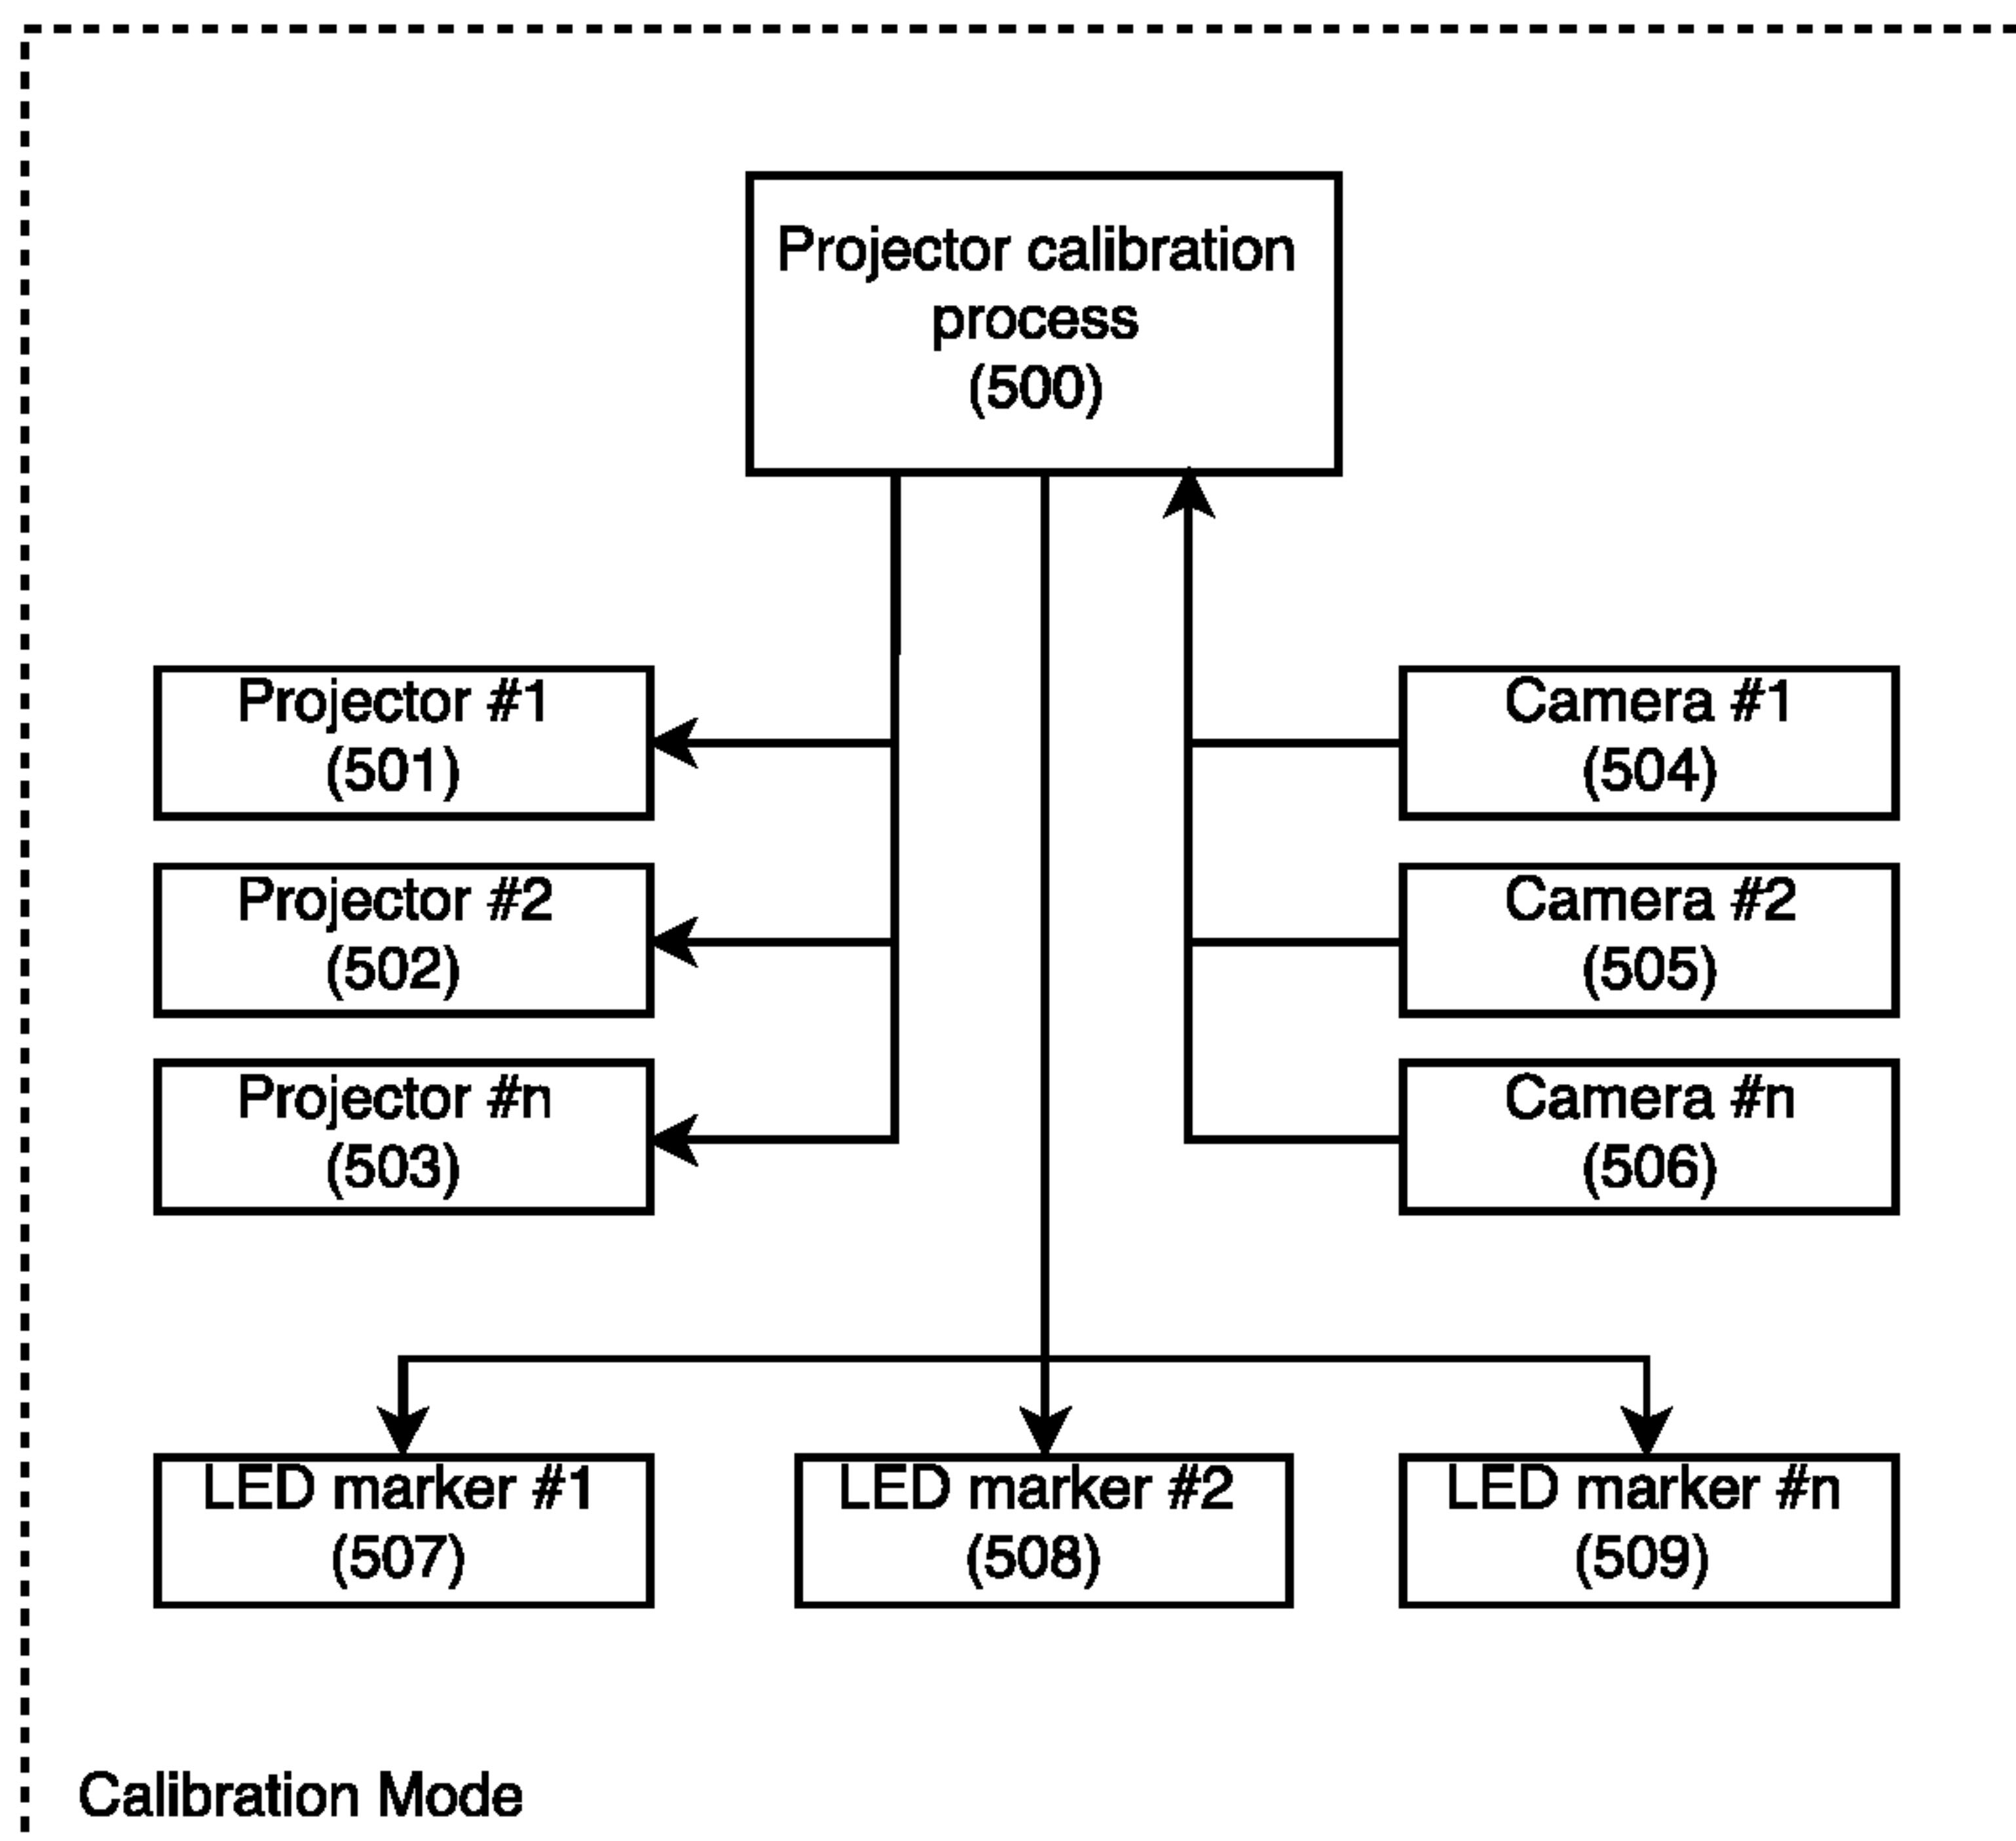 Projector calibration
process
(500)
Projector #1
(501)
Camera #1
(504)
Projector #2
(502)
Camera #2
(505)
Projector #n
(503)
Camera #n
(506)
LED marker #1
(507)
LED marker #2
(508)
LED marker #n
(509)
Calibration Mode